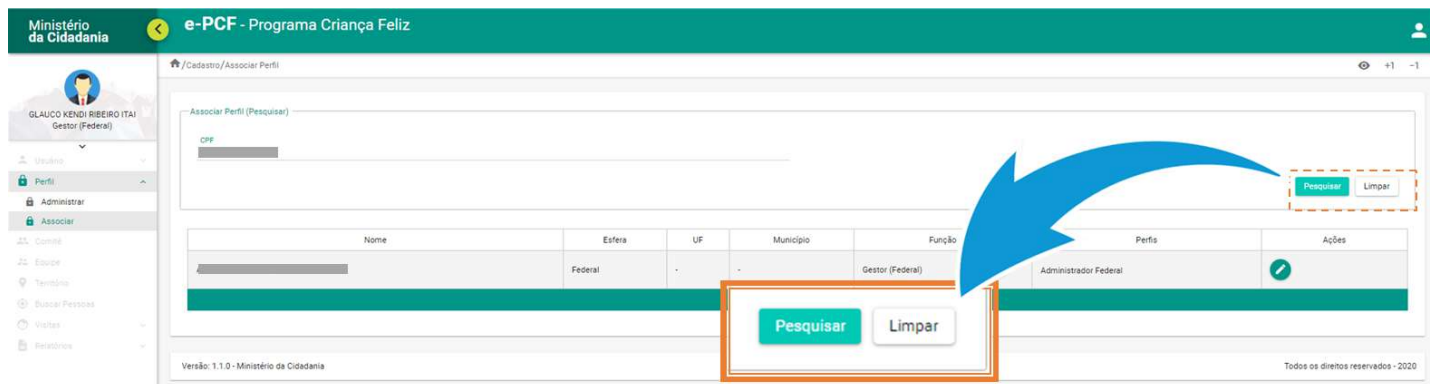 Ministério
da Cidadania
e-PCF - Programa Criança Feliz
/Cadastro/Associar Perfil
+1 -1
GLAUCO KENDI RIBEIRO ITAI
Gestor (Federal)
Usuário
Perfil
Administrar
Associar
Comitê
Equipe
Território
Buscar Pessoas
Visitas
Relatórios
Associar Perfil (Pesquisar)
CPF
Pesquisar Limpar
Nome Esfera UF Município Função Perfis Ações
Federal - - Gestor (Federal) Administrador Federal
Pesquisar Limpar
Versão: 1.1.0 - Ministério da Cidadania
Todos os direitos reservados - 2020